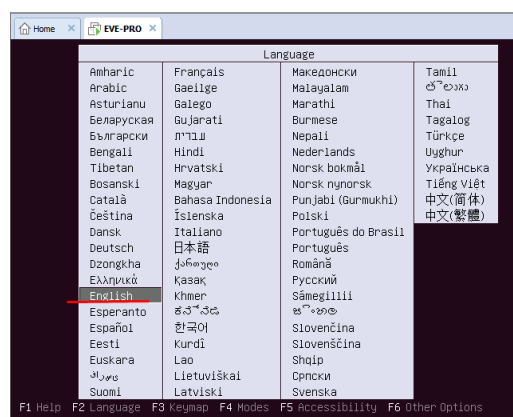 Home
EVE-PRO
Language
Amharic
Arabic
Asturianu
Беларуская
Български
Bengali
Tibetan
Bosanski
Català
Čeština
Dansk
Deutsch
Dzongkha
Ελληνικά
English
Esperanto
Español
Eesti
Euskara
فارسی
Suomi
Français
Gaeilge
Galego
Gujarati
עברית
Hindi
Hrvatski
Magyar
Bahasa Indonesia
Íslenska
Italiano
日本語
ქართული
Қазақ
Khmer
ಕನ್ನಡ
한국어
Kurdî
Lao
Lietuviškai
Latviski
Македонски
Malayalam
Marathi
Burmese
Nepali
Nederlands
Norsk bokmål
Norsk nynorsk
Punjabi (Gurmukhi)
Polski
Português do Brasil
Português
Română
Русский
Sámegillii
සිංහල
Slovenčina
Slovenščina
Shqip
Српски
Svenska
Tamil
తెలుగు
Thai
Tagalog
Türkçe
Uyghur
Українська
Tiếng Việt
中文(简体)
中文(繁體)
F1 Help F2 Language F3 Keymap F4 Modes F5 Accessibility F6 Other Options